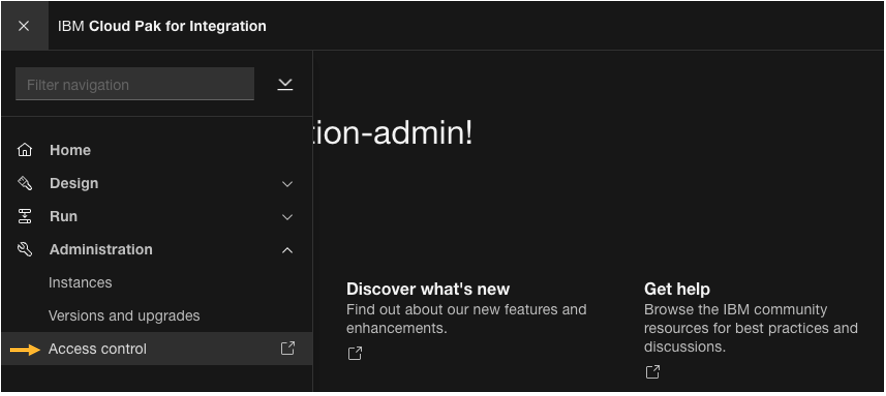 IBM Cloud Pak for Integration
Filter navigation
tion-admin!
Home
Design
Run
Administration
Instances
Versions and upgrades
Access control
Discover what's new
Find out about our new features and
enhancements.
Get help
Browse the IBM community
resources for best practices and
discussions.